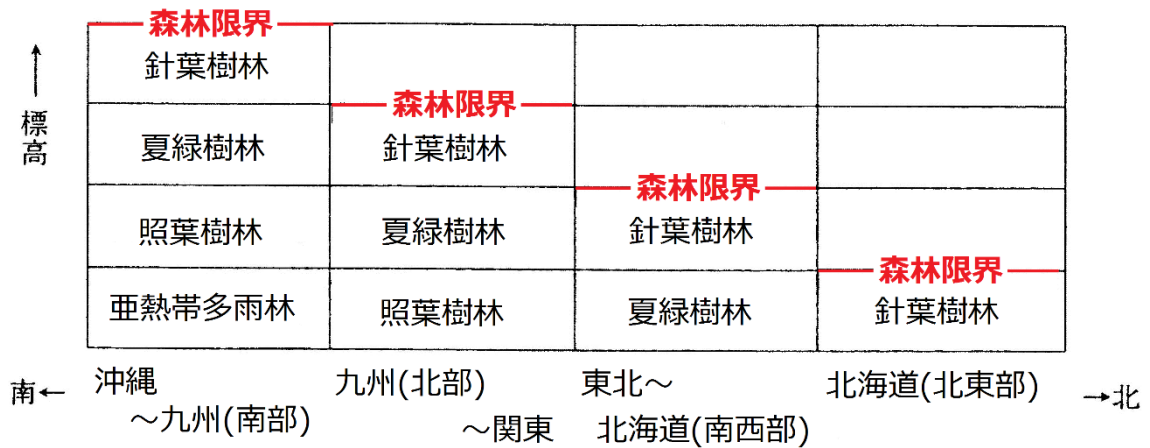 森林限界
針葉樹林
森林限界
夏緑樹林
針葉樹林
森林限界
照葉樹林
夏緑樹林
針葉樹林
森林限界
亜熱帯多雨林
照葉樹林
夏緑樹林
針葉樹林
↑標高
南← 沖縄 九州(北部) 東北～ 北海道(北東部) →北
～九州(南部) ～関東 北海道(南西部)